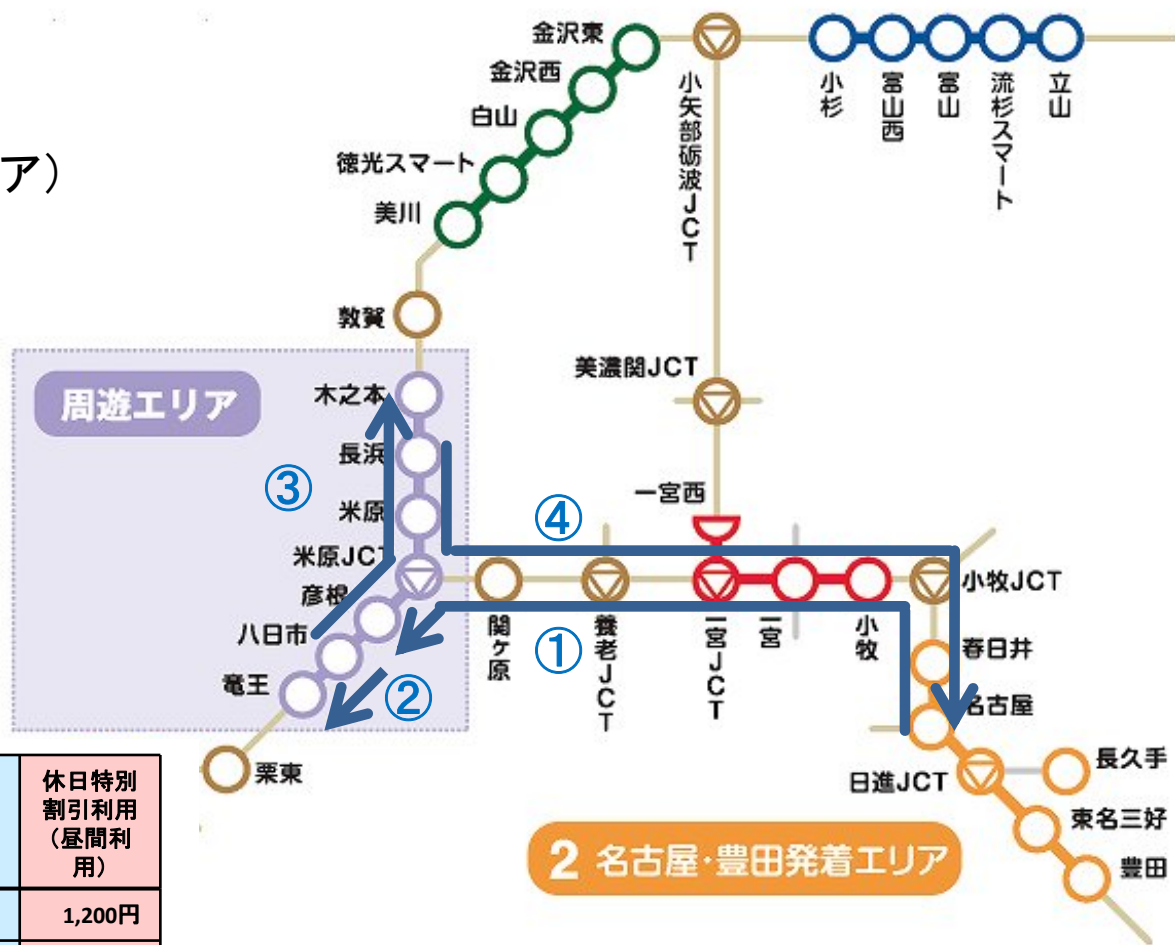 ア）
金沢東
金沢西
白山
徳光スマート
美川
小矢部砺波JCT
小杉
富山西
富山
流杉スマート
立山
敦賀
美濃関JCT
周遊エリア
木之本
長浜
米原
米原JCT
彦根
八日市
竜王
栗東
③
一宮西
④
小牧JCT
関ヶ原
①
養老JCT
一宮JCT
一宮
小牧
春日井
名古屋
②
長久手
日進JCT
東名三好
豊田
2 名古屋・豊田発着エリア
休日特別
割引利用
（昼間利
用）
1,200円